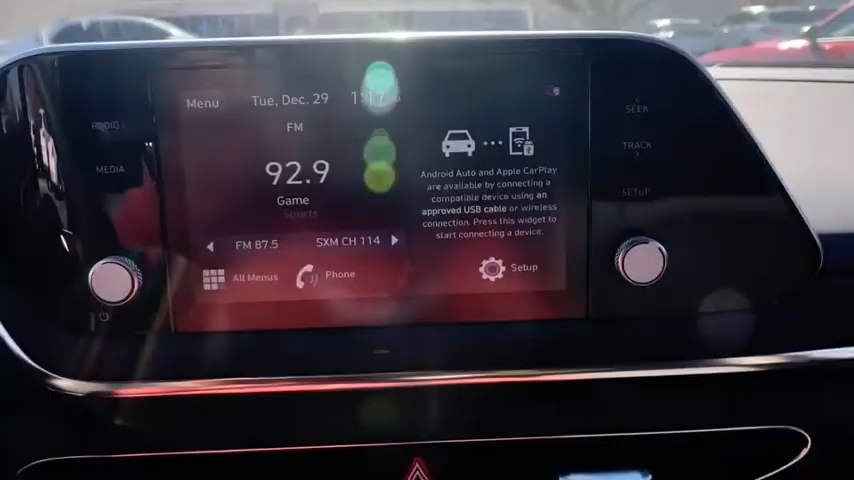 Menu
Tue, Dec. 29
FM
RADIO
MEDIA
92.9
Game
Sports
FM 87.5
SXM CH 114
All Menus
Phone
Android Auto and Apple CarPlay
are available by connecting a
compatible device using an
approved USB cable or wireless
connection. Press this widget to
start connecting a device.
Setup
SEEK
TRACK
SETUP